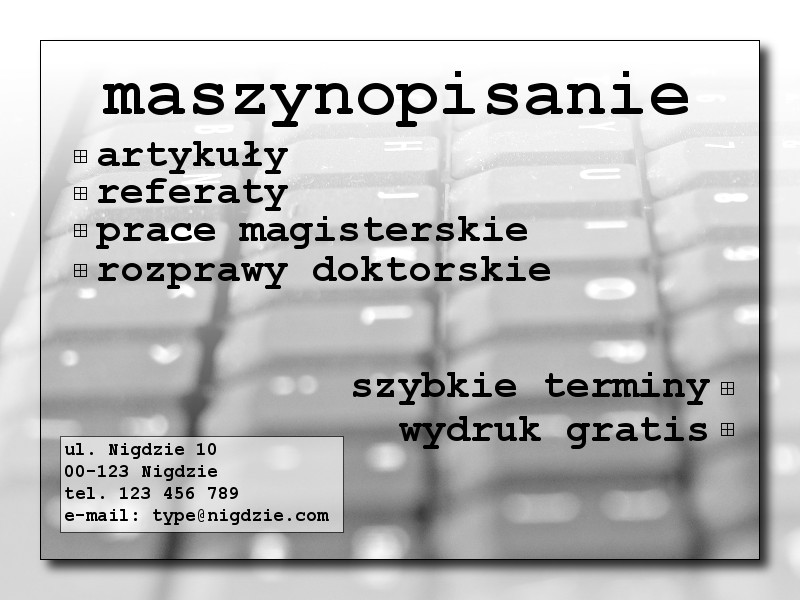 maszynopisanie
artykuły
referaty
prace magisterskie
rozprawy doktorskie
szybkie terminy
wydruk gratis
ul. Nigdzie 10
00-123 Nigdzie
tel. 123 456 789
e-mail: type@nigdzie.com